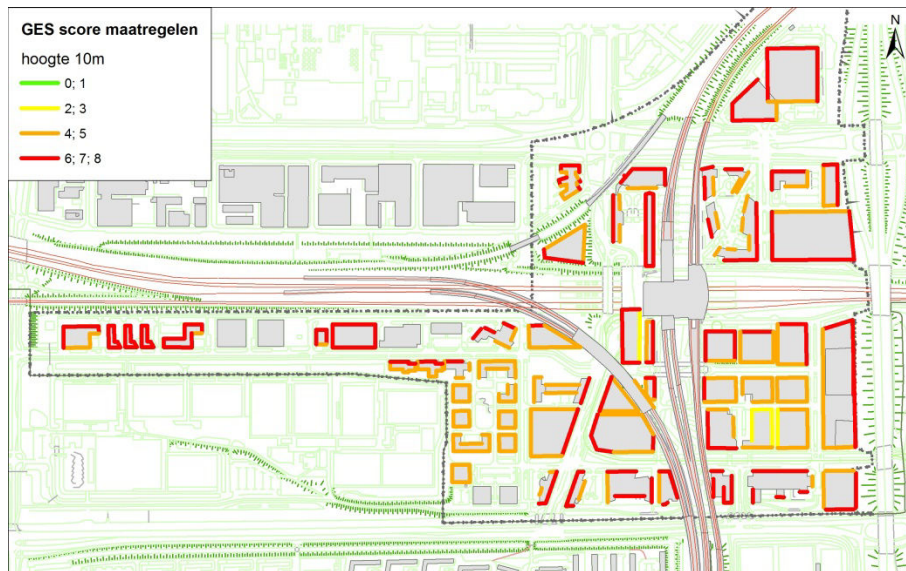 GES score maatregelen
hoogte 10m
0; 1
2; 3
4; 5
6; 7; 8
N